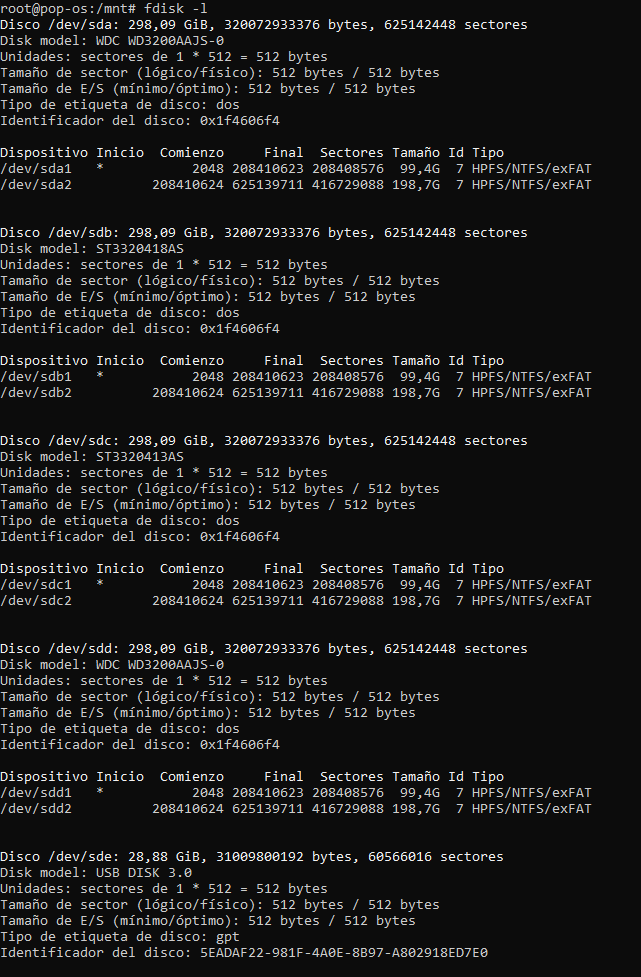 root@pop-os:/mnt# fdisk -l
Disco /dev/sda: 298,09 GiB, 320072933376 bytes, 625142448 sectores
Disk model: WDC WD3200AAJS-0
Unidades: sectores de 1 * 512 = 512 bytes
Tamaño de sector (lógico/físico): 512 bytes / 512 bytes
Tamaño de E/S (mínimo/óptimo): 512 bytes / 512 bytes
Tipo de etiqueta de disco: dos
Identificador del disco: 0x1f4606f4
Dispositivo Inicio  Comienzo     Final  Sectores Tamaño Id Tipo
/dev/sda1   *           2048 208410623 208408576  99,4G  7 HPFS/NTFS/exFAT
/dev/sda2          208410624 625139711 416729088 198,7G  7 HPFS/NTFS/exFAT
Disco /dev/sdb: 298,09 GiB, 320072933376 bytes, 625142448 sectores
Disk model: ST3320418AS
Unidades: sectores de 1 * 512 = 512 bytes
Tamaño de sector (lógico/físico): 512 bytes / 512 bytes
Tamaño de E/S (mínimo/óptimo): 512 bytes / 512 bytes
Tipo de etiqueta de disco: dos
Identificador del disco: 0x1f4606f4
Dispositivo Inicio  Comienzo     Final  Sectores Tamaño Id Tipo
/dev/sdb1   *           2048 208410623 208408576  99,4G  7 HPFS/NTFS/exFAT
/dev/sdb2          208410624 625139711 416729088 198,7G  7 HPFS/NTFS/exFAT
Disco /dev/sdc: 298,09 GiB, 320072933376 bytes, 625142448 sectores
Disk model: ST3320413AS
Unidades: sectores de 1 * 512 = 512 bytes
Tamaño de sector (lógico/físico): 512 bytes / 512 bytes
Tamaño de E/S (mínimo/óptimo): 512 bytes / 512 bytes
Tipo de etiqueta de disco: dos
Identificador del disco: 0x1f4606f4
Dispositivo Inicio  Comienzo     Final  Sectores Tamaño Id Tipo
/dev/sdc1   *           2048 208410623 208408576  99,4G  7 HPFS/NTFS/exFAT
/dev/sdc2          208410624 625139711 416729088 198,7G  7 HPFS/NTFS/exFAT
Disco /dev/sdd: 298,09 GiB, 320072933376 bytes, 625142448 sectores
Disk model: WDC WD3200AAJS-0
Unidades: sectores de 1 * 512 = 512 bytes
Tamaño de sector (lógico/físico): 512 bytes / 512 bytes
Tamaño de E/S (mínimo/óptimo): 512 bytes / 512 bytes
Tipo de etiqueta de disco: dos
Identificador del disco: 0x1f4606f4
Dispositivo Inicio  Comienzo     Final  Sectores Tamaño Id Tipo
/dev/sdd1   *           2048 208410623 208408576  99,4G  7 HPFS/NTFS/exFAT
/dev/sdd2          208410624 625139711 416729088 198,7G  7 HPFS/NTFS/exFAT
Disco /dev/sde: 28,88 GiB, 31009800192 bytes, 60566016 sectores
Disk model: USB DISK 3.0
Unidades: sectores de 1 * 512 = 512 bytes
Tamaño de sector (lógico/físico): 512 bytes / 512 bytes
Tamaño de E/S (mínimo/óptimo): 512 bytes / 512 bytes
Tipo de etiqueta de disco: gpt
Identificador del disco: 5EADAF22-981F-4A0E-8B97-A802918ED7E0